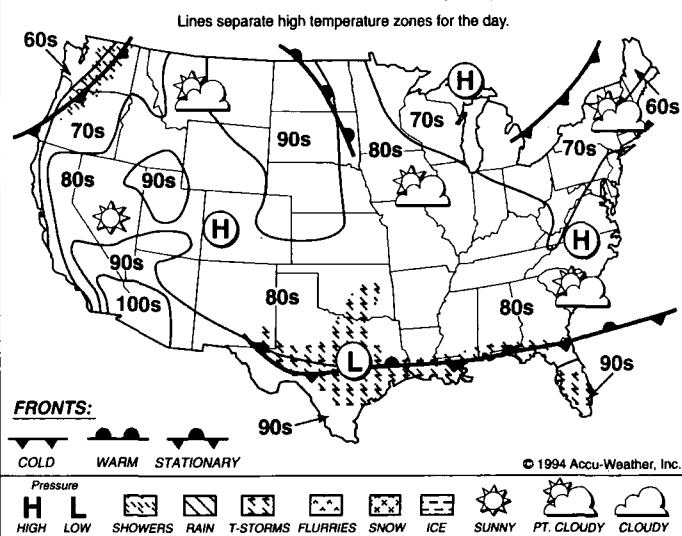 Lines separate high temperature zones for the day.
60s
H
70s
60s
70s
90s
80s
70s
80s
90s
H
H
90s
80s
80s
100s
L
90s
90s
FRONTS:
COLD WARM STATIONARY
© 1994 Accu-Weather, Inc.
Pressure
H L
HIGH LOW SHOWERS RAIN T-STORMS FLURRIES SNOW ICE SUNNY PT. CLOUDY CLOUDY